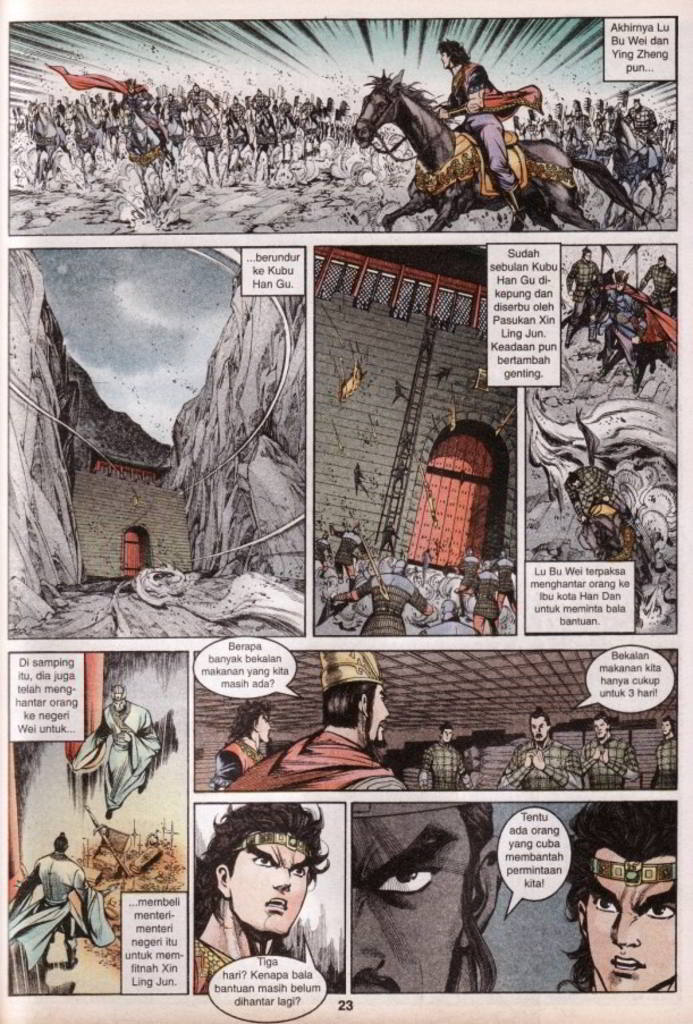 Akhirnya Lu
Bu Wei dan
Ying Zheng
pun...
...berundur
ke Kubu
Han Gu.
Sudah
sebulan Kubu
Han Gu di-
kepung dan
diserbu oleh
Pasukan Xin
Ling Jun.
Keadaan pun
bertambah
genting.
Lu Bu Wei terpaksa
menghantar orang ke
Ibu kota Han Dan
untuk meminta bala
bantuan.
Di samping
itu, dia juga
telah meng-
hantar orang
ke negeri
Wei untuk...
...membeli
menteri-
menteri
negeri itu
untuk mem-
fitnah Xin
Ling Jun.
Berapa
banyak bekalan
makanan yang kita
masih ada?
Bekalan
makanan kita
hanya cukup
untuk 3 hari!
Tiga
hari? Kenapa bala
bantuan masih belum
dihantar lagi?
Tentu
ada orang
yang cuba
membantah
permintaan
kita!
23